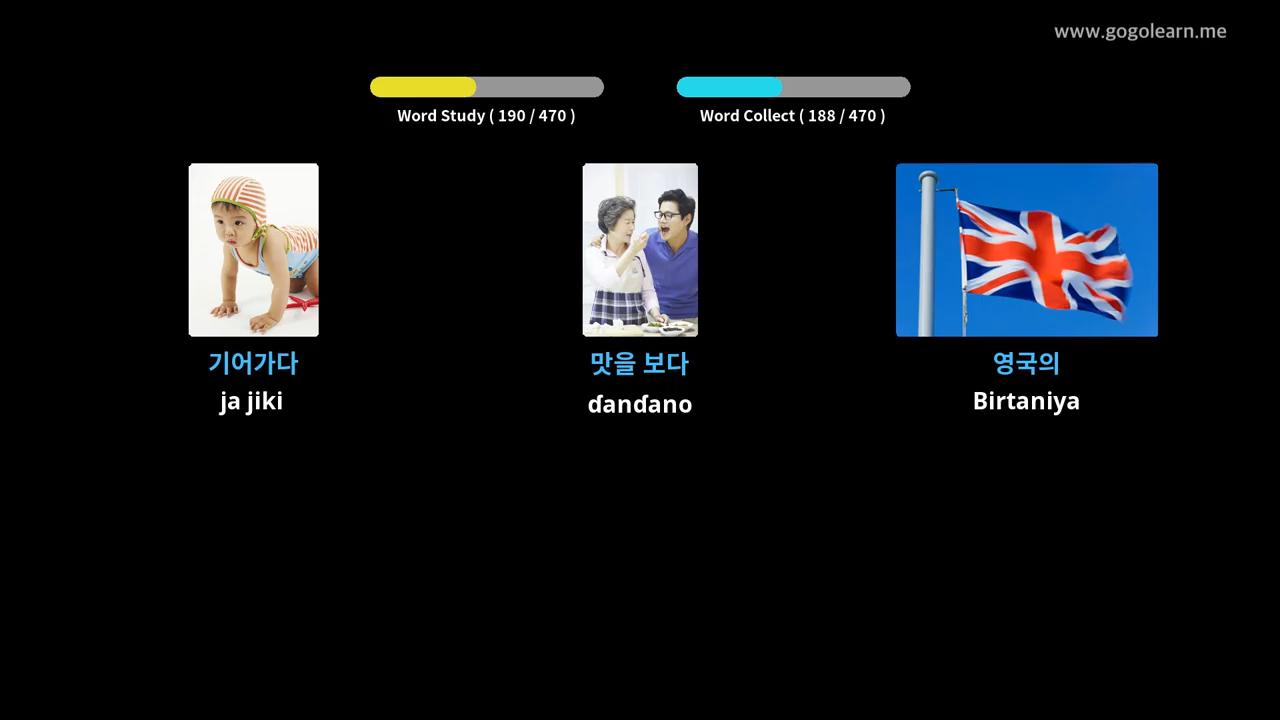 www.gogolearn.me
Word Study ( 190 / 470 )
Word Collect ( 188 / 470 )
기어가다
맛을 보다
영국의
ja jiki
ɗanɗano
Birtaniya